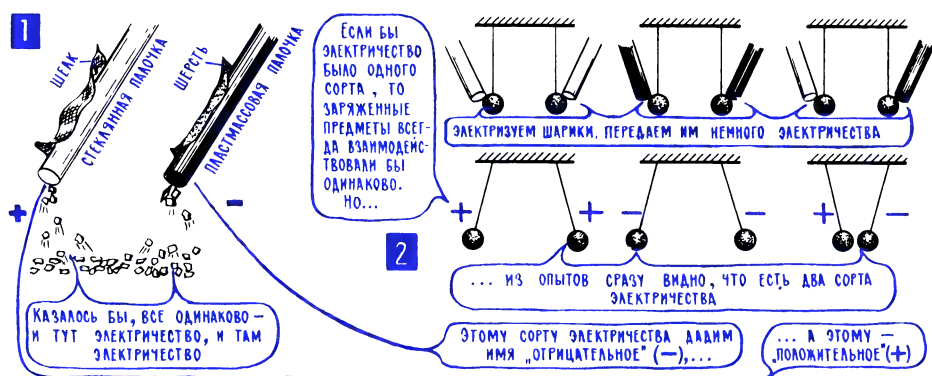 1
ШЕЛК
СТЕКЛЯННАЯ ПАЛОЧКА
ШЕРСТЬ
ПЛАСТМАССОВАЯ ПАЛОЧКА
+
−
КАЗАЛОСЬ БЫ, ВСЕ ОДИНАКОВО —
И ТУТ ЭЛЕКТРИЧЕСТВО, И ТАМ
ЭЛЕКТРИЧЕСТВО
ЕСЛИ БЫ
ЭЛЕКТРИЧЕСТВО
БЫЛО ОДНОГО
СОРТА, ТО
ЗАРЯЖЕННЫЕ
ПРЕДМЕТЫ ВСЕГ-
ДА ВЗАИМОДЕЙС-
ТВОВАЛИ БЫ
ОДИНАКОВО.
НО...
ЭЛЕКТРИЗУЕМ ШАРИКИ, ПЕРЕДАЕМ ИМ НЕМНОГО ЭЛЕКТРИЧЕСТВА
+ + − − + −
2
... ИЗ ОПЫТОВ СРАЗУ ВИДНО, ЧТО ЕСТЬ ДВА СОРТА
ЭЛЕКТРИЧЕСТВА
ЭТОМУ СОРТУ ЭЛЕКТРИЧЕСТВА ДАДИМ
ИМЯ „ОТРИЦАТЕЛЬНОЕ" (−),...
... А ЭТОМУ —
„ПОЛОЖИТЕЛЬНОЕ"(+)